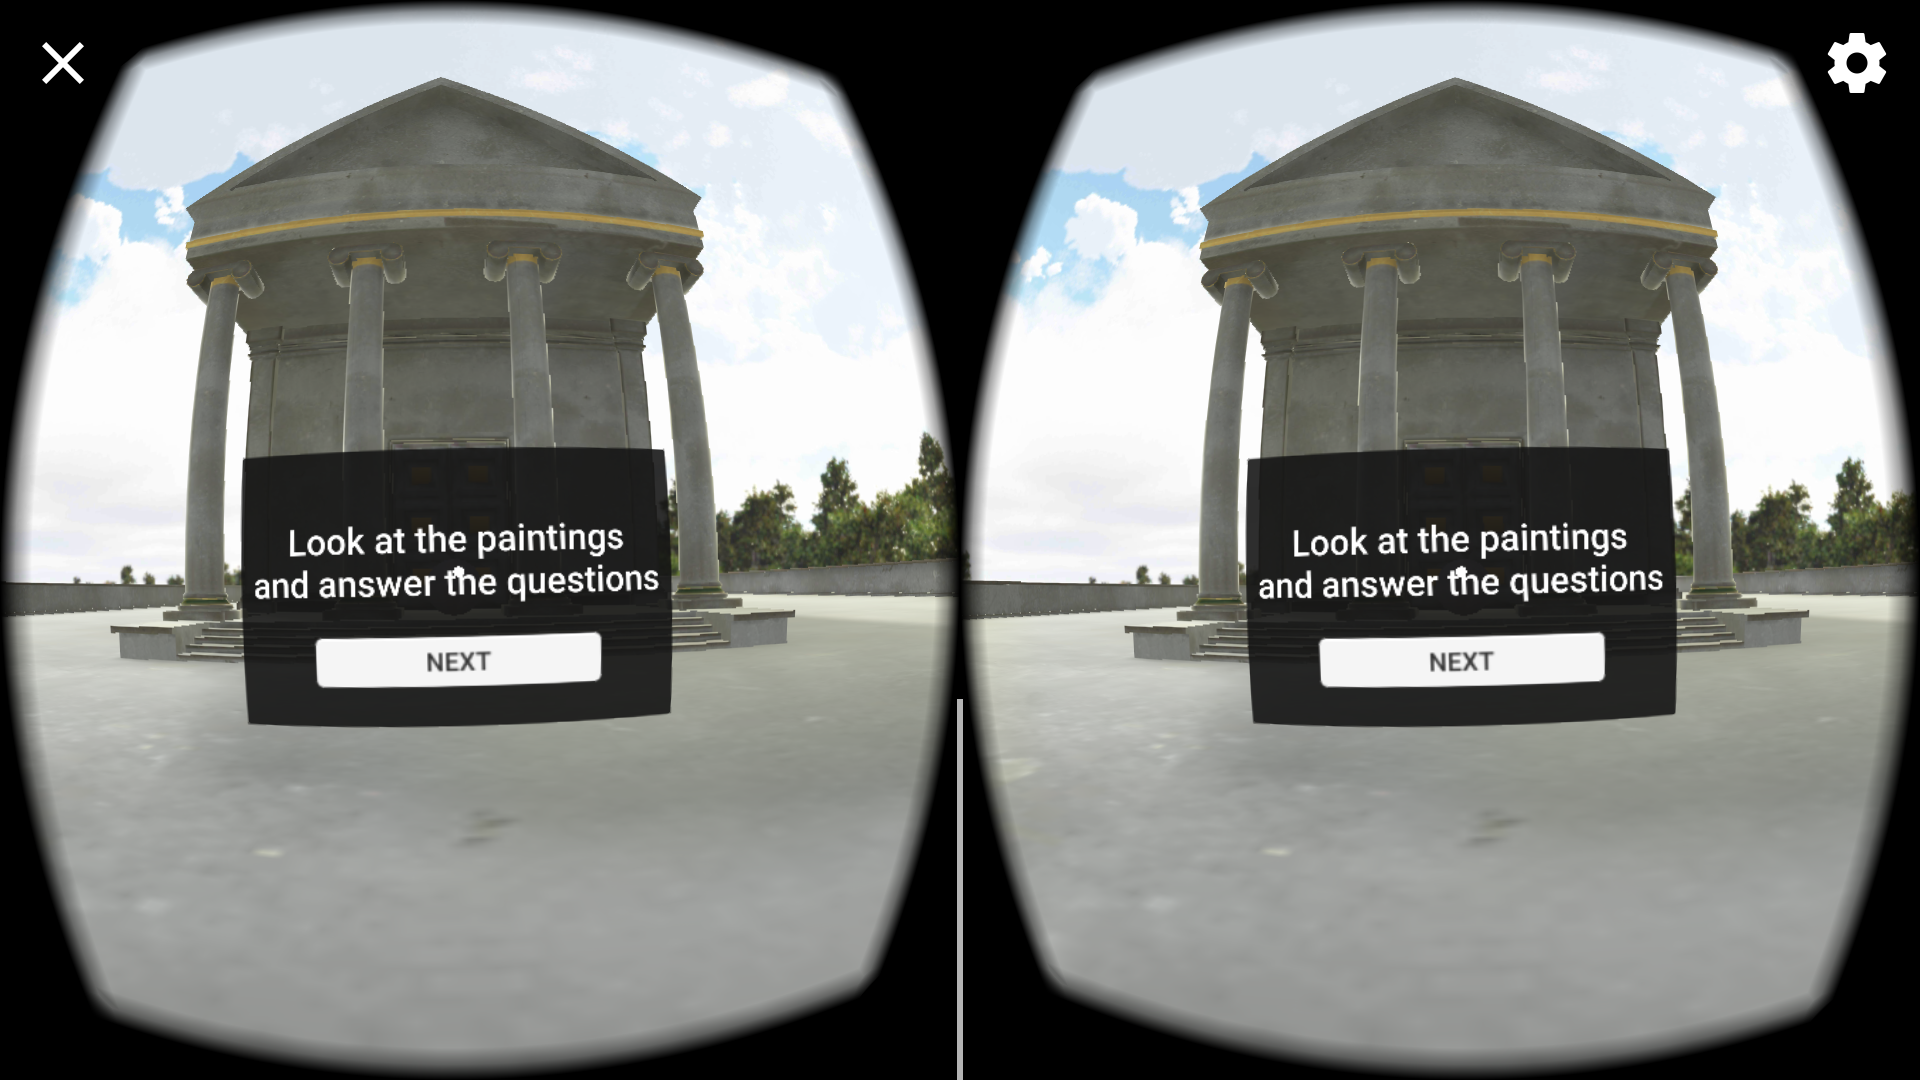 Look at the paintings
and answer the questions
NEXT
Look at the paintings
and answer the questions
NEXT